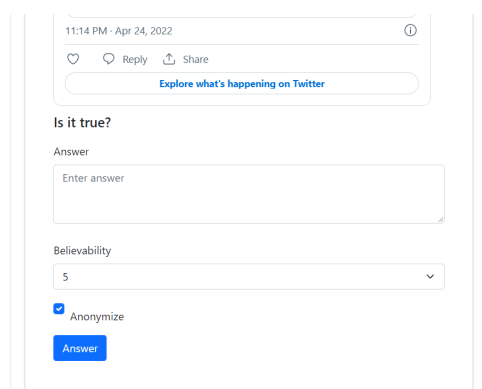 11:14 PM · Apr 24, 2022
Reply Share
Explore what's happening on Twitter
Is it true?
Answer
Enter answer
Believability
5
Anonymize
Answer